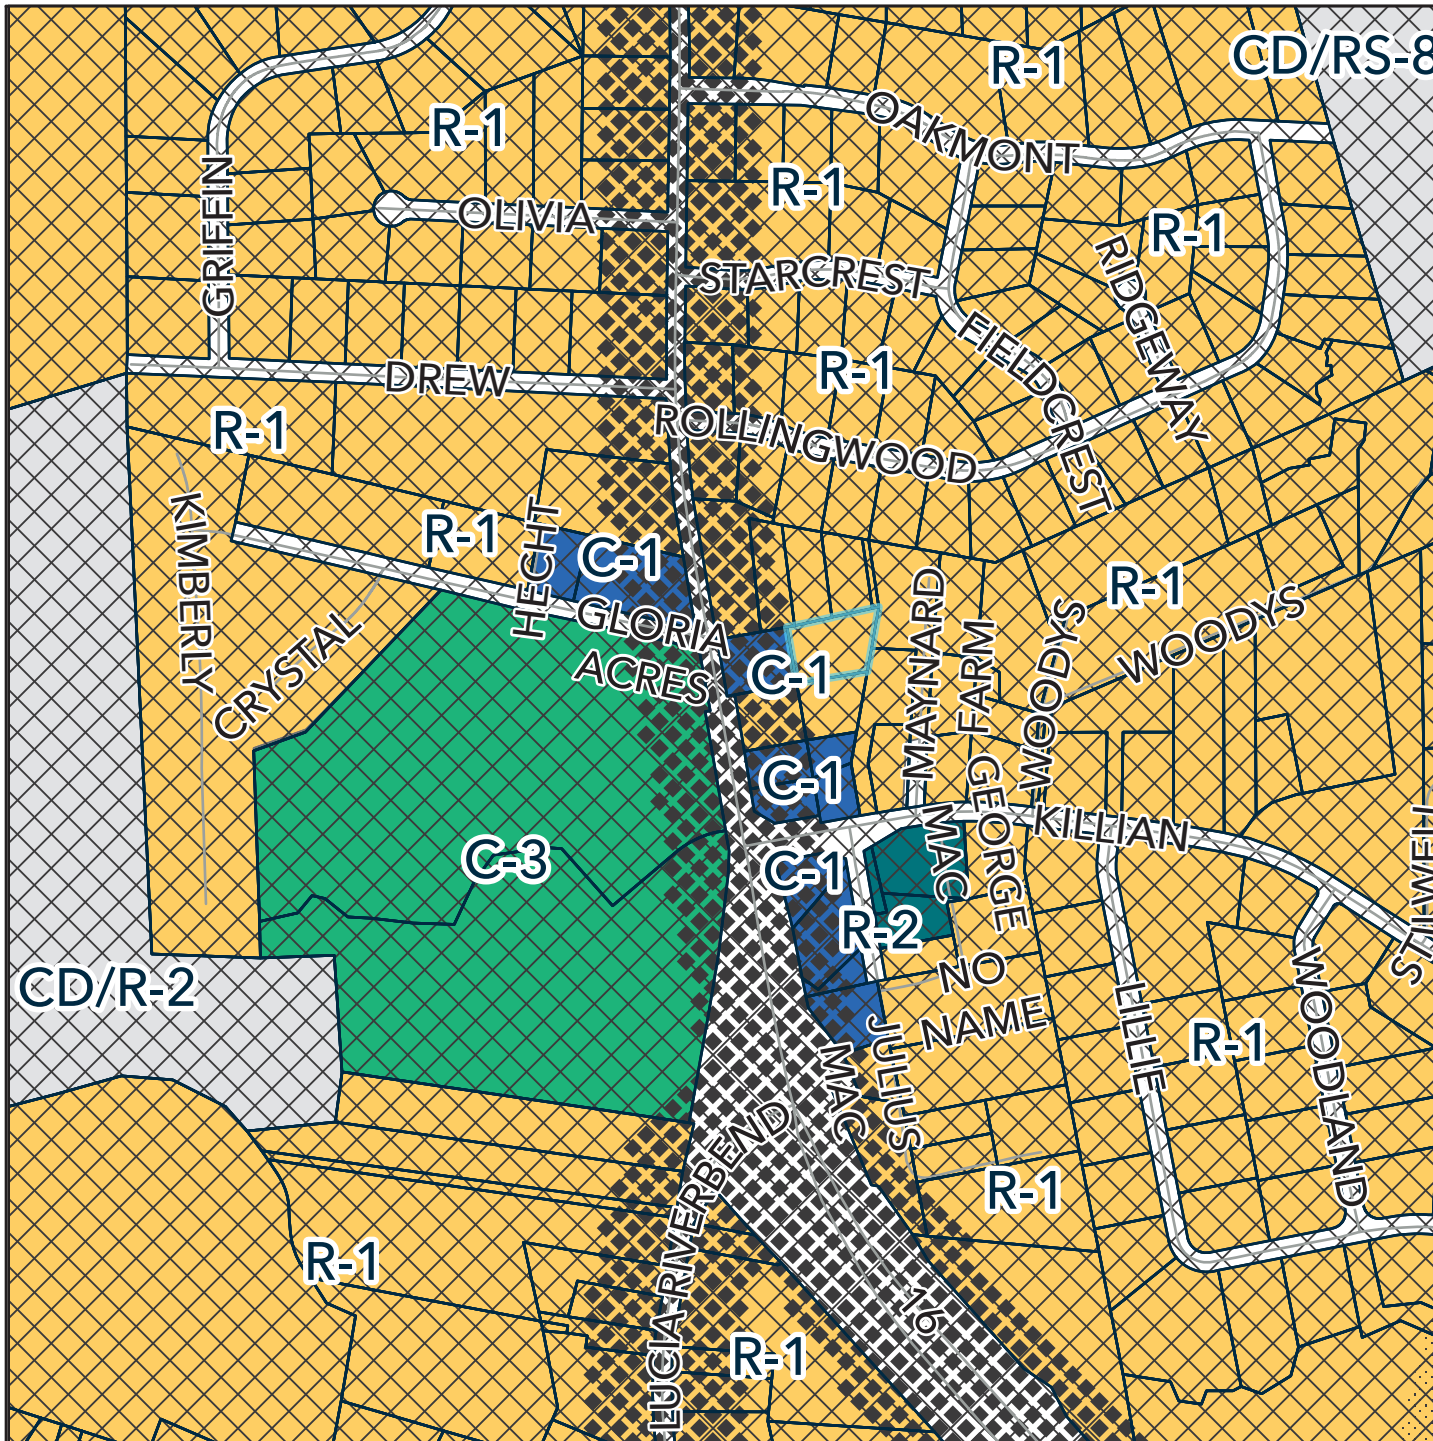 CD/RS-8
R-1
R-1
OAKMONT
R-1
GRIFFIN
OLIVIA
R-1
RIDGEWAY
STARCREST
FIELDCREST
R-1
DREW
ROLLINGWOOD
R-1
KIMBERLY
HECHT
R-1
C-1
R-1
GLORIA
ACRES
CRYSTAL
C-1
MAYNARD
FARM
GEORGE
MAC
WOODYS
WOODYS
C-1
KILLIAN
C-3
C-1
R-2
CD/R-2
NO
NAME
JULIUS
MAC
LILLIE
R-1
WOODLAND
RIVERBEND
R-1
R-1
LUCIA
16
R-1